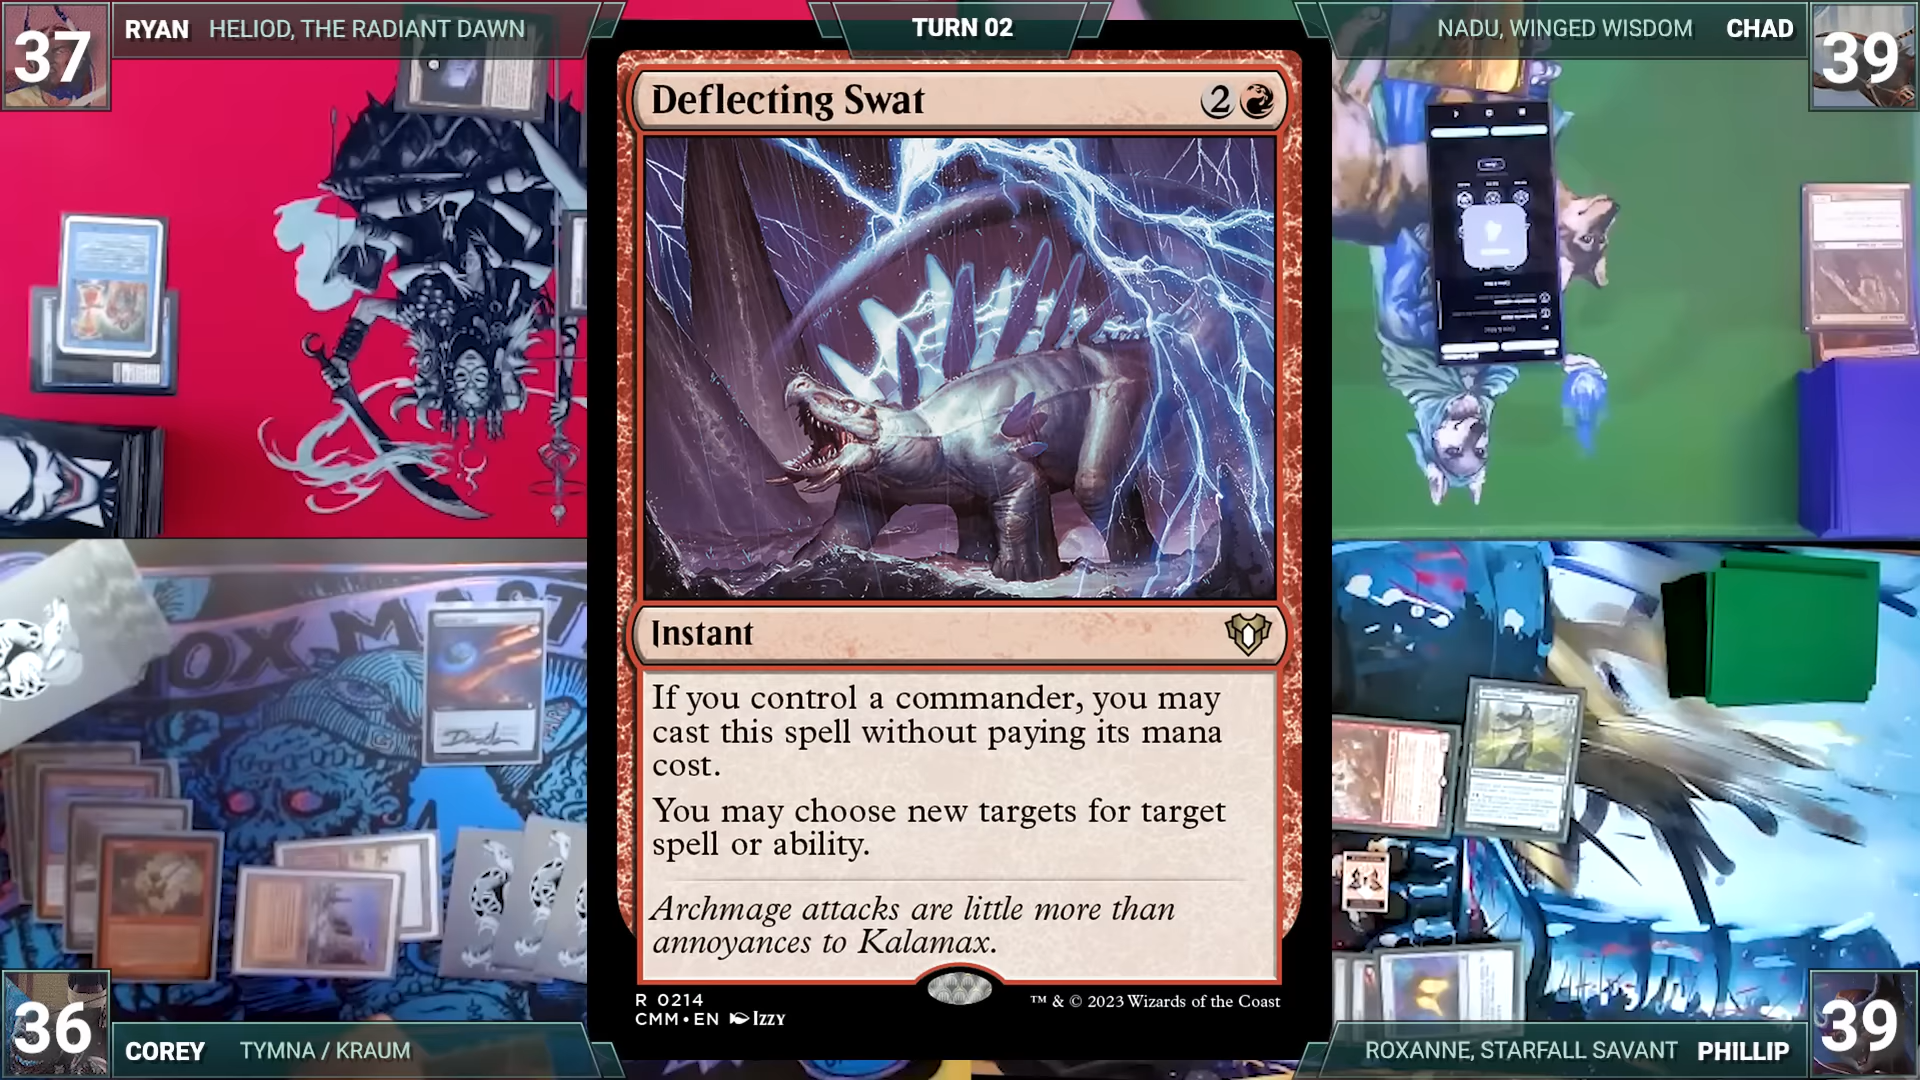 37
RYAN HELIOD, THE RADIANT DAWN
TURN 02
NADU, WINGED WISDOM CHAD
39
Deflecting Swat 2
Instant
If you control a commander, you may
cast this spell without paying its mana
cost.
You may choose new targets for target
spell or ability.
Archmage attacks are little more than
annoyances to Kalamax.
R 0214
CMM • EN Izzy
™ & © 2023 Wizards of the Coast
36
COREY TYMNA / KRAUM
ROXANNE, STARFALL SAVANT PHILLIP
39